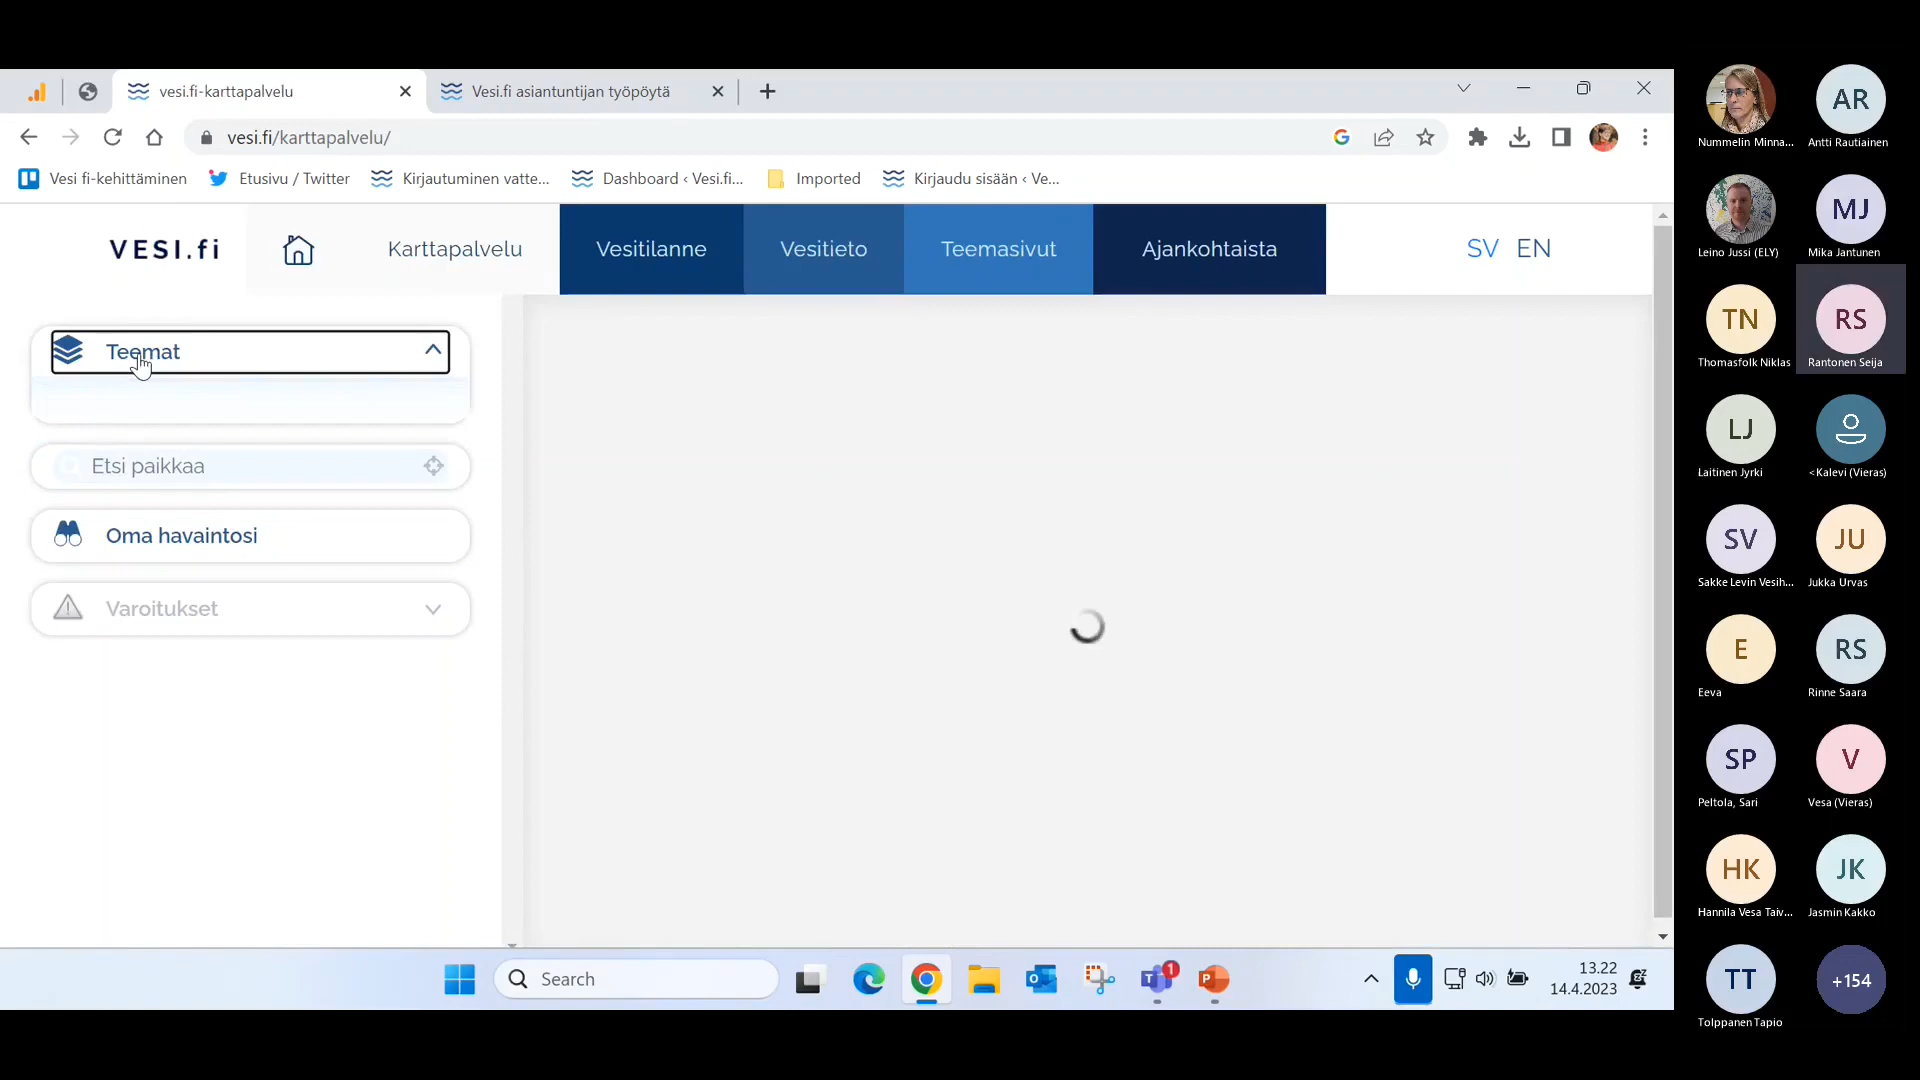 vesi.fi-karttapalvelu
Vesi.fi asiantuntijan työpöytä
vesi.fi/karttapalvelu/
Vesi fi-kehittäminen
Etusivu / Twitter
Kirjautuminen vatte...
Dashboard ‹ Vesi.fi...
Imported
Kirjaudu sisään ‹ Ve...
VESI.fi
Karttapalvelu
Vesitilanne
Vesitieto
Teemasivut
Ajankohtaista
SV EN
Teemat
Etsi paikkaa
Oma havaintosi
Varoitukset
Search
1
13.22
14.4.2023
Nummelin Minna...
AR
Antti Rautiainen
Leino Jussi (ELY)
MJ
Mika Jantunen
TN
Thomasfolk Niklas
RS
Rantonen Seija
LJ
Laitinen Jyrki
<Kalevi (Vieras)
SV
Sakke Levin Vesih...
JU
Jukka Urvas
E
Eeva
RS
Rinne Saara
SP
Peltola, Sari
V
Vesa (Vieras)
HK
Hannila Vesa Taiv...
JK
Jasmin Kakko
TT
Tolppanen Tapio
+154